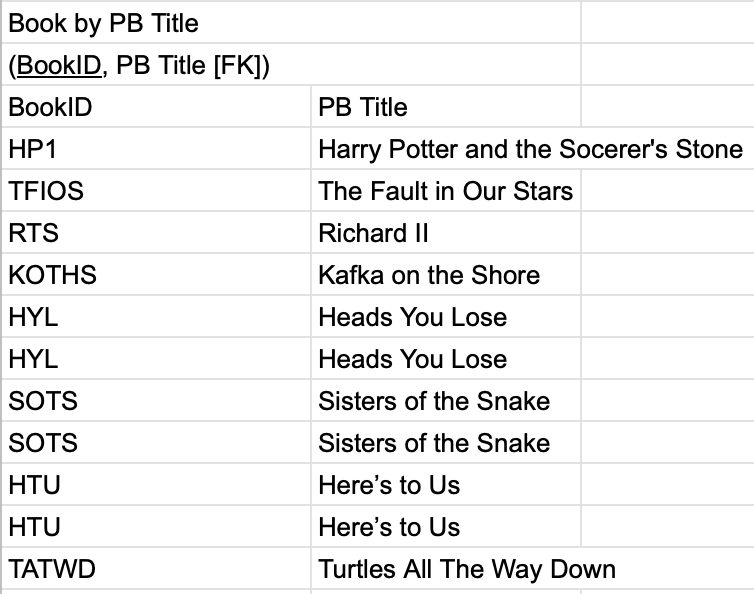 Book by PB Title
(BookID, PB Title [FK])
BookID PB Title
HP1 Harry Potter and the Socerer's Stone
TFIOS The Fault in Our Stars
RTS Richard II
KOTHS Kafka on the Shore
HYL Heads You Lose
HYL Heads You Lose
SOTS Sisters of the Snake
SOTS Sisters of the Snake
HTU Here’s to Us
HTU Here’s to Us
TATWD Turtles All The Way Down